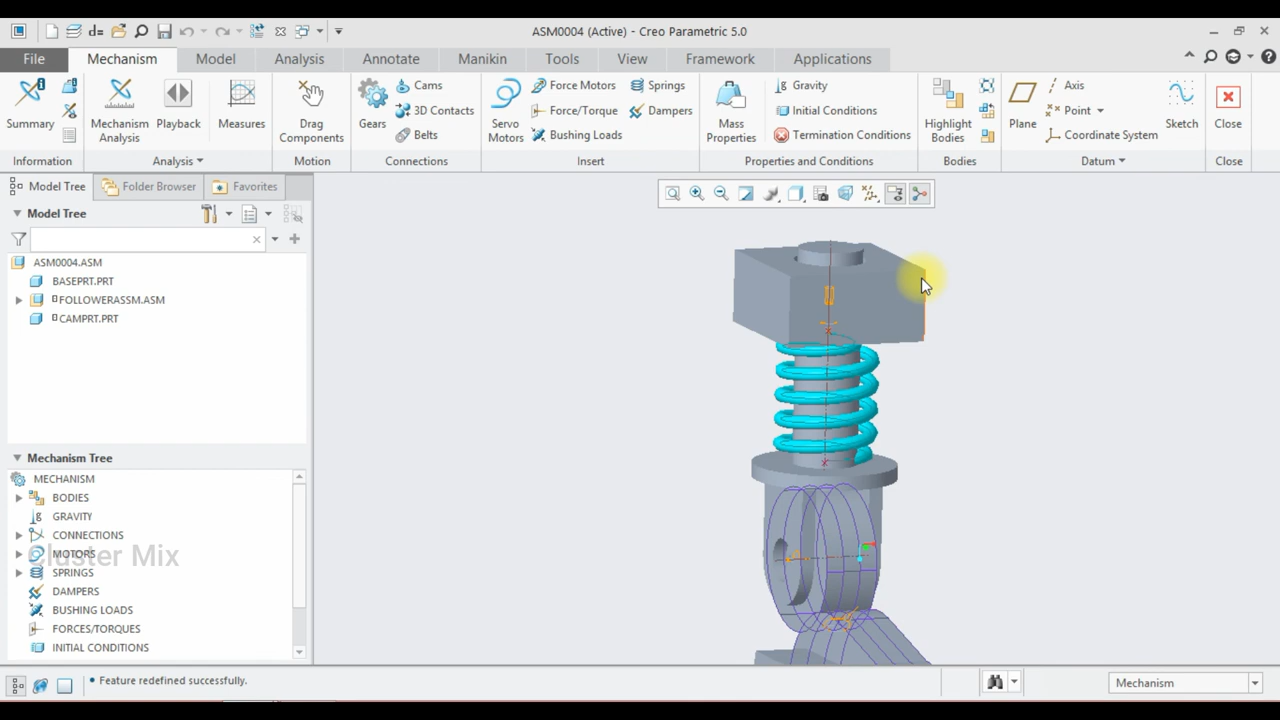 ASM0004 (Active) - Creo Parametric 5.0
File Mechanism Model Analysis Annotate Manikin Tools View Framework Applications
Summary
Mechanism Analysis
Playback
Measures
Drag Components
Gears
Cams
3D Contacts
Belts
Servo Motors
Force Motors
Force/Torque
Bushing Loads
Springs
Dampers
Mass Properties
Gravity
Initial Conditions
Termination Conditions
Highlight Bodies
Plane
Axis
Point
Coordinate System
Sketch
Close
Information Analysis Motion Connections Insert Properties and Conditions Bodies Datum Close
Model Tree Folder Browser Favorites
Model Tree
ASM0004.ASM
BASEPRT.PRT
FOLLOWERASSM.ASM
CAMPRT.PRT
Mechanism Tree
MECHANISM
BODIES
GRAVITY
CONNECTIONS
MOTORS
Cluster Mix
SPRINGS
DAMPERS
BUSHING LOADS
FORCES/TORQUES
INITIAL CONDITIONS
• Feature redefined successfully.
Mechanism